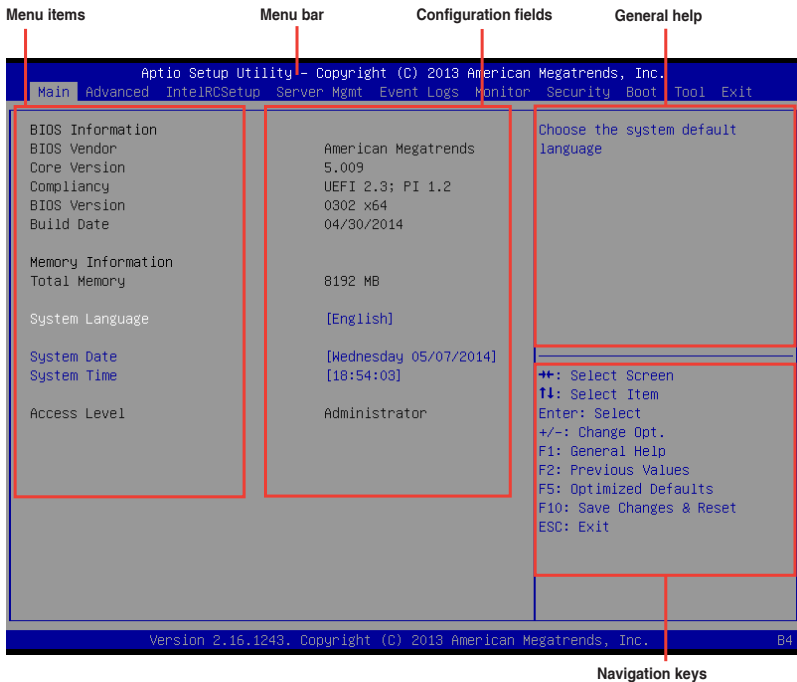 Menu items Menu bar Configuration fields General help
Aptio Setup Utility – Copyright (C) 2013 American Megatrends, Inc.
Main Advanced IntelRCSetup Server Mgmt Event Logs Monitor Security Boot Tool Exit
BIOS Information
BIOS Vendor American Megatrends
Core Version 5.009
Compliancy UEFI 2.3; PI 1.2
BIOS Version 0302 x64
Build Date 04/30/2014
Memory Information
Total Memory 8192 MB
System Language [English]
System Date [Wednesday 05/07/2014]
System Time [18:54:03]
Access Level Administrator
Choose the system default
language
→←: Select Screen
↑↓: Select Item
Enter: Select
+/-: Change Opt.
F1: General Help
F2: Previous Values
F5: Optimized Defaults
F10: Save Changes & Reset
ESC: Exit
Version 2.16.1243. Copyright (C) 2013 American Megatrends, Inc. B4
Navigation keys